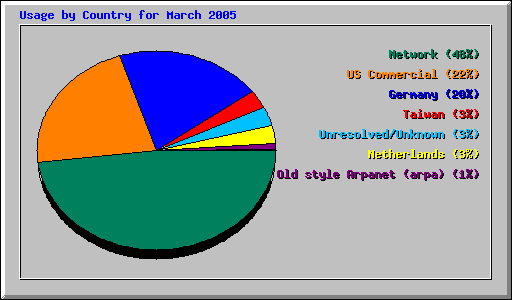 Usage by Country for March 2005
Network (48%)
US Commercial (22%)
Germany (20%)
Taiwan (3%)
Unresolved/Unknown (3%)
Netherlands (3%)
Old style Arpanet (arpa) (1%)